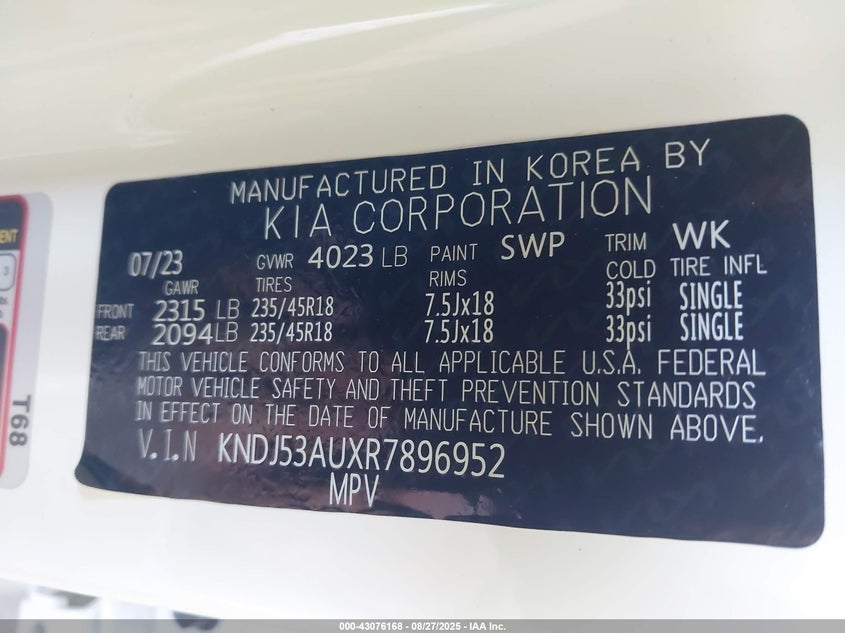 MANUFACTURED IN KOREA BY
KIA CORPORATION
07/23 GVWR 4023 LB PAINT SWP TRIM WK
GAWR TIRES RIMS COLD TIRE INFL
FRONT 2315 LB 235/45R18 7.5Jx18 33psi SINGLE
REAR 2094 LB 235/45R18 7.5Jx18 33psi SINGLE
THIS VEHICLE CONFORMS TO ALL APPLICABLE U.S.A. FEDERAL
MOTOR VEHICLE SAFETY AND THEFT PREVENTION STANDARDS
IN EFFECT ON THE DATE OF MANUFACTURE SHOWN ABOVE.
V.I.N KNDJ53AUXR7896952
MPV
3
T68
000-43076168 - 08/27/2025 - IAA Inc.